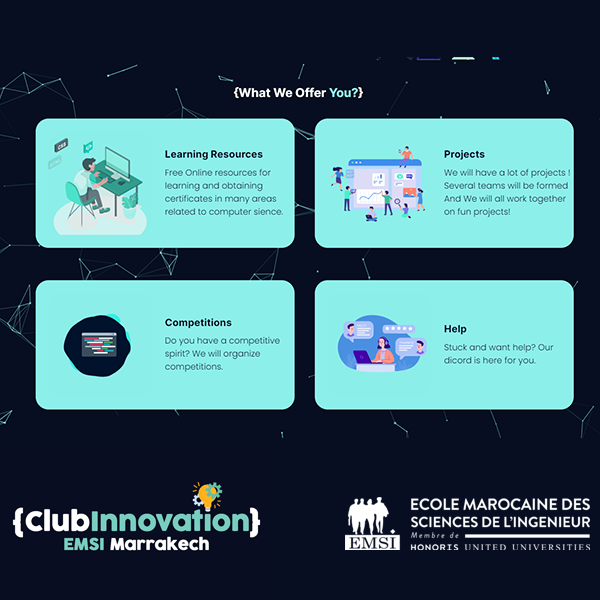 {What We Offer You?}
Learning Resources
Free Online resources for
learning and obtaining
certificates in many areas
related to computer sience.
Projects
We will have a lot of projects !
Several teams will be formed
And We will all work together
on fun projects!
Competitions
Do you have a competitive
spirit? We will organize
competitions.
Help
Stuck and want help? Our
dicord is here for you.
{ClubInnovation}
EMSI Marrakech
EMSI
ECOLE MAROCAINE DES
SCIENCES DE L'INGENIEUR
Membre de
HONORIS UNITED UNIVERSITIES
CSS